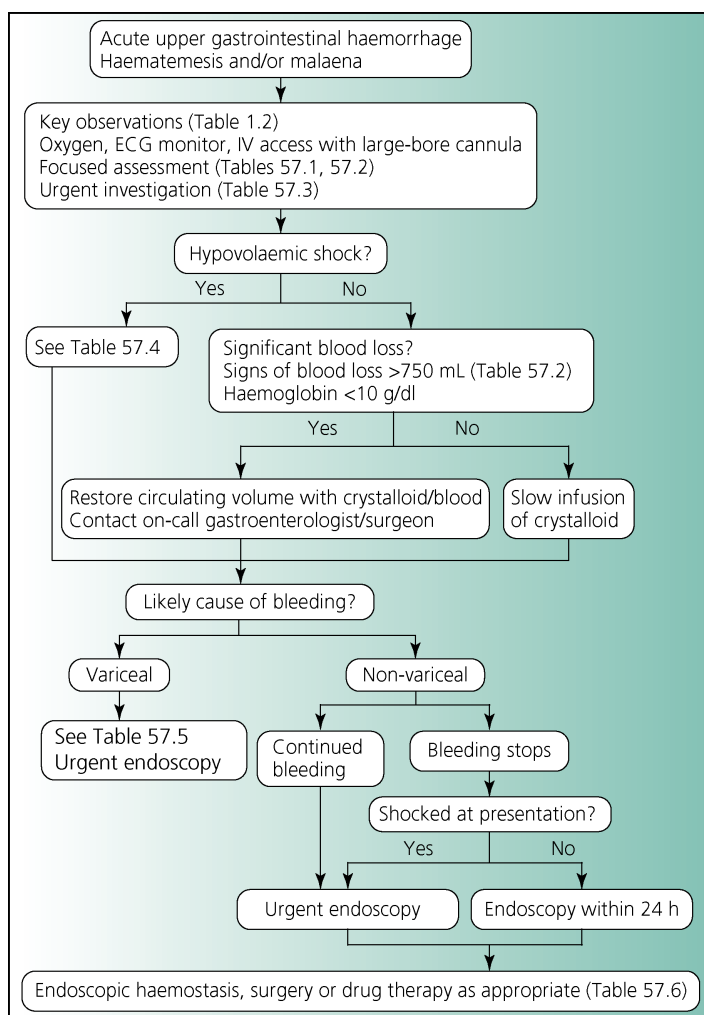 Acute upper gastrointestinal haemorrhage
Haematemesis and/or malaena
Key observations (Table 1.2)
Oxygen, ECG monitor, IV access with large-bore cannula
Focused assessment (Tables 57.1, 57.2)
Urgent investigation (Table 57.3)
Hypovolaemic shock?
Yes
No
See Table 57.4
Significant blood loss?
Signs of blood loss >750 mL (Table 57.2)
Haemoglobin <10 g/dl
Yes
No
Restore circulating volume with crystalloid/blood
Contact on-call gastroenterologist/surgeon
Slow infusion
of crystalloid
Likely cause of bleeding?
Variceal
Non-variceal
See Table 57.5
Urgent endoscopy
Continued
bleeding
Bleeding stops
Shocked at presentation?
Yes
No
Urgent endoscopy
Endoscopy within 24 h
Endoscopic haemostasis, surgery or drug therapy as appropriate (Table 57.6)